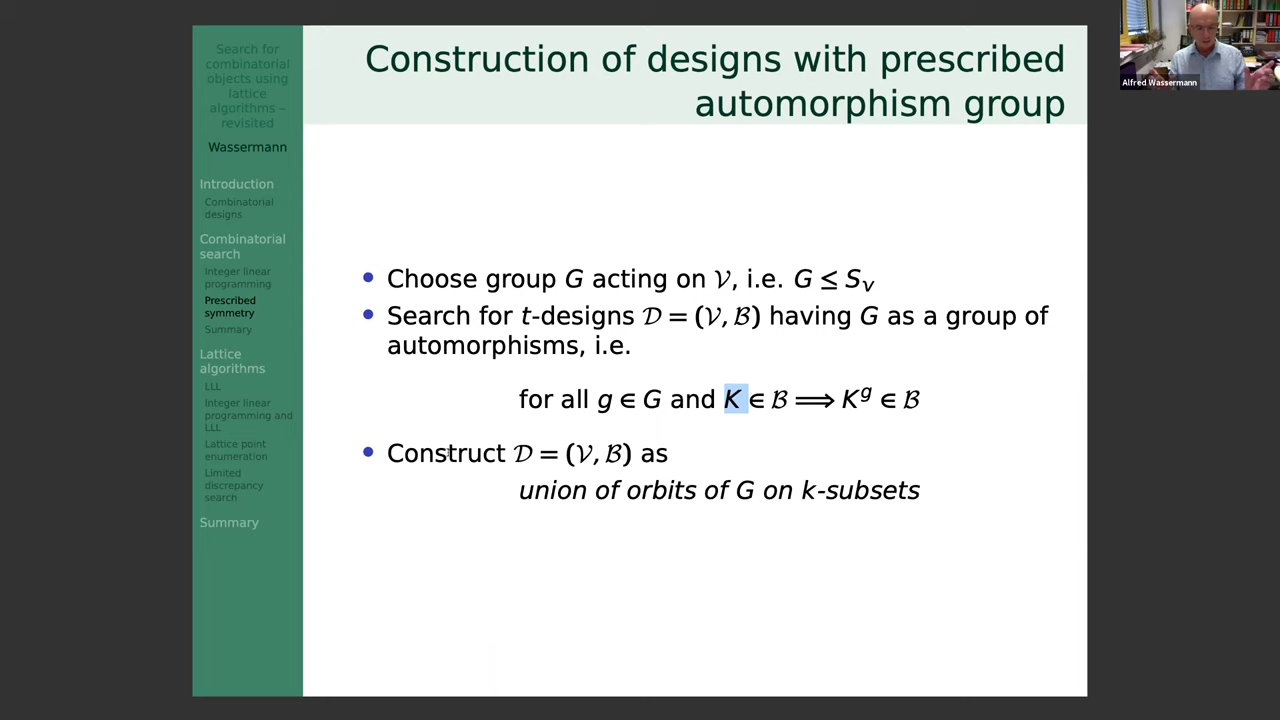 Search for
combinatorial
objects using
lattice
algorithms –
revisited
Wassermann
Introduction
Combinatorial
designs
Combinatorial
search
Integer linear
programming
Prescribed
symmetry
Summary
Lattice
algorithms
LLL
Integer linear
programming and
LLL
Lattice point
enumeration
Limited
discrepancy
search
Summary
Construction of designs with prescribed
automorphism group
• Choose group G acting on 𝒱, i.e. G ≤ S_v
• Search for t-designs 𝒟 = (𝒱, ℬ) having G as a group of
automorphisms, i.e.
for all g ∈ G and K ∈ ℬ ⟹ K^g ∈ ℬ
• Construct 𝒟 = (𝒱, ℬ) as
union of orbits of G on k-subsets
Alfred Wassermann